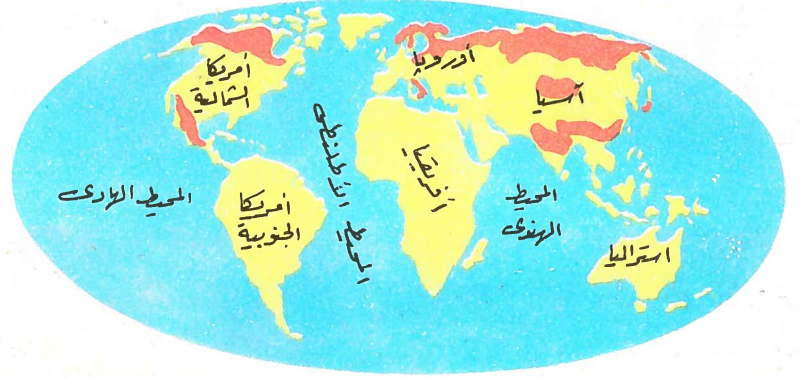 أمريكا
الشمالية
أوروبا
آسيا
المحيط الأطلنطى
أفريقيا
المحيط الهادى
أمريكا
الجنوبية
المحيط
الهندى
استراليا